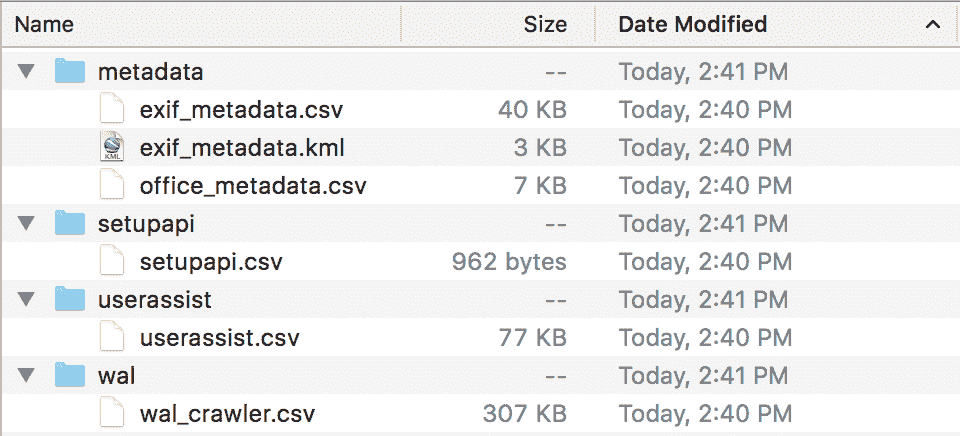 Name Size Date Modified
metadata -- Today, 2:41 PM
exif_metadata.csv 40 KB Today, 2:40 PM
KML exif_metadata.kml 3 KB Today, 2:40 PM
office_metadata.csv 7 KB Today, 2:40 PM
setupapi -- Today, 2:41 PM
setupapi.csv 962 bytes Today, 2:40 PM
userassist -- Today, 2:41 PM
userassist.csv 77 KB Today, 2:40 PM
wal -- Today, 2:41 PM
wal_crawler.csv 307 KB Today, 2:40 PM